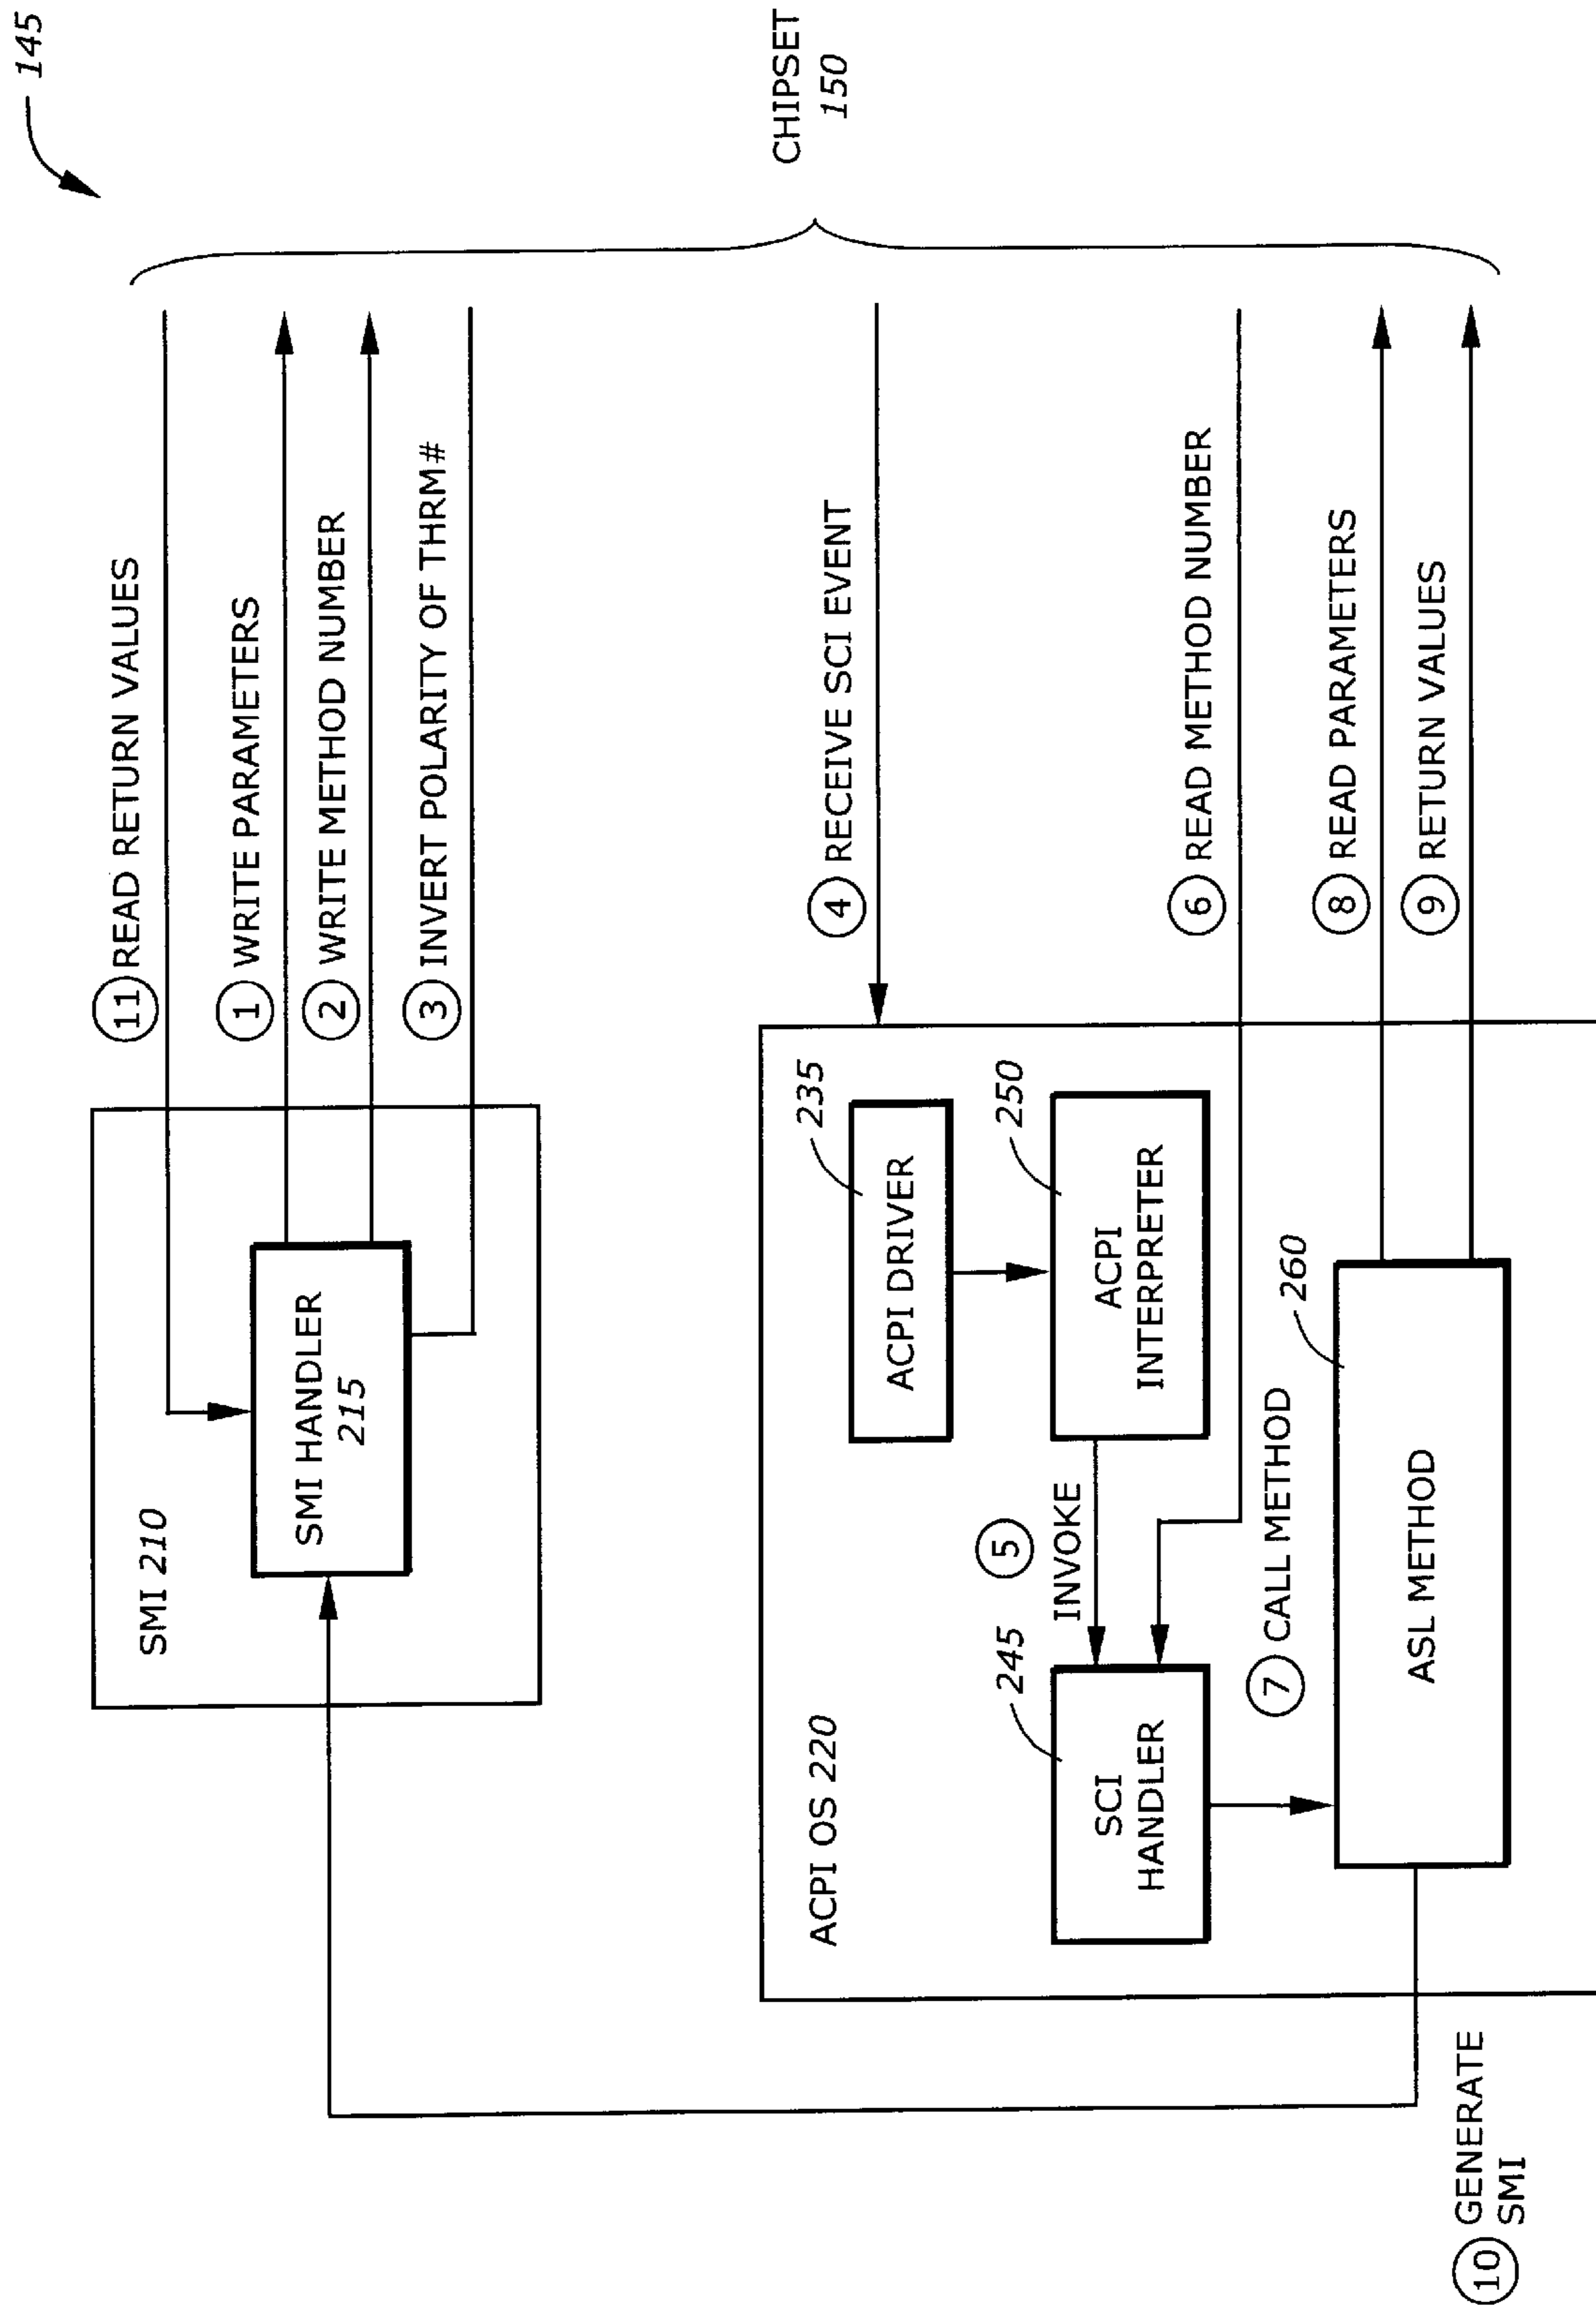 145
CHIPSET
150
11 READ RETURN VALUES
1 WRITE PARAMETERS
2 WRITE METHOD NUMBER
3 INVERT POLARITY OF THRM#
SMI 210
SMI HANDLER
215
4 RECEIVE SCI EVENT
6 READ METHOD NUMBER
8 READ PARAMETERS
9 RETURN VALUES
ACPI OS 220
235
ACPI DRIVER
250
ACPI
INTERPRETER
5
INVOKE
245
SCI
HANDLER
7 CALL METHOD
260
ASL METHOD
10 GENERATE
SMI